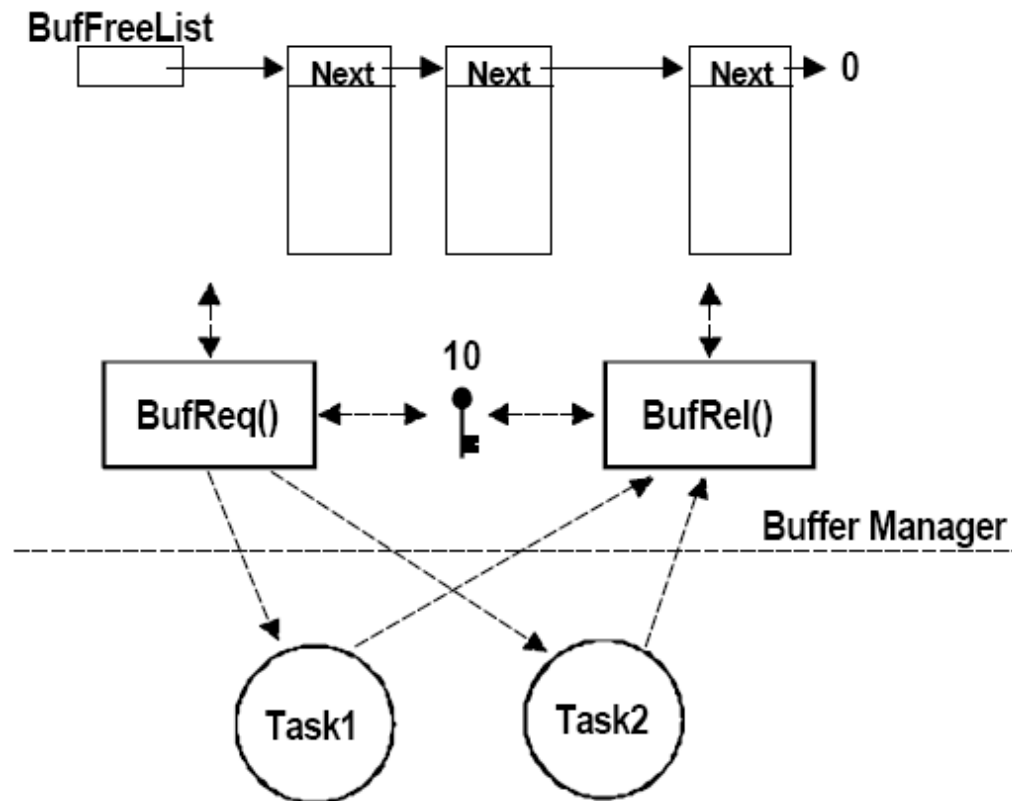 BufFreeList
Next Next Next 0
10
BufReq() BufRel()
Buffer Manager
Task1 Task2